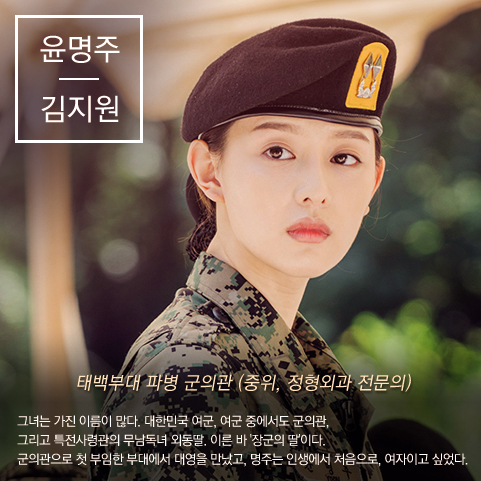 윤명주
김지원
태백부대 파병 군의관 (중위, 정형외과 전문의)
그녀는 가진 이름이 많다. 대한민국 여군, 여군 중에서도 군의관,
그리고 특전사령관의 무남독녀 외동딸. 이른 바 '장군의 딸'이다.
군의관으로 첫 부임한 부대에서 대영을 만났고, 명주는 인생에서 처음으로, 여자이고 싶었다.